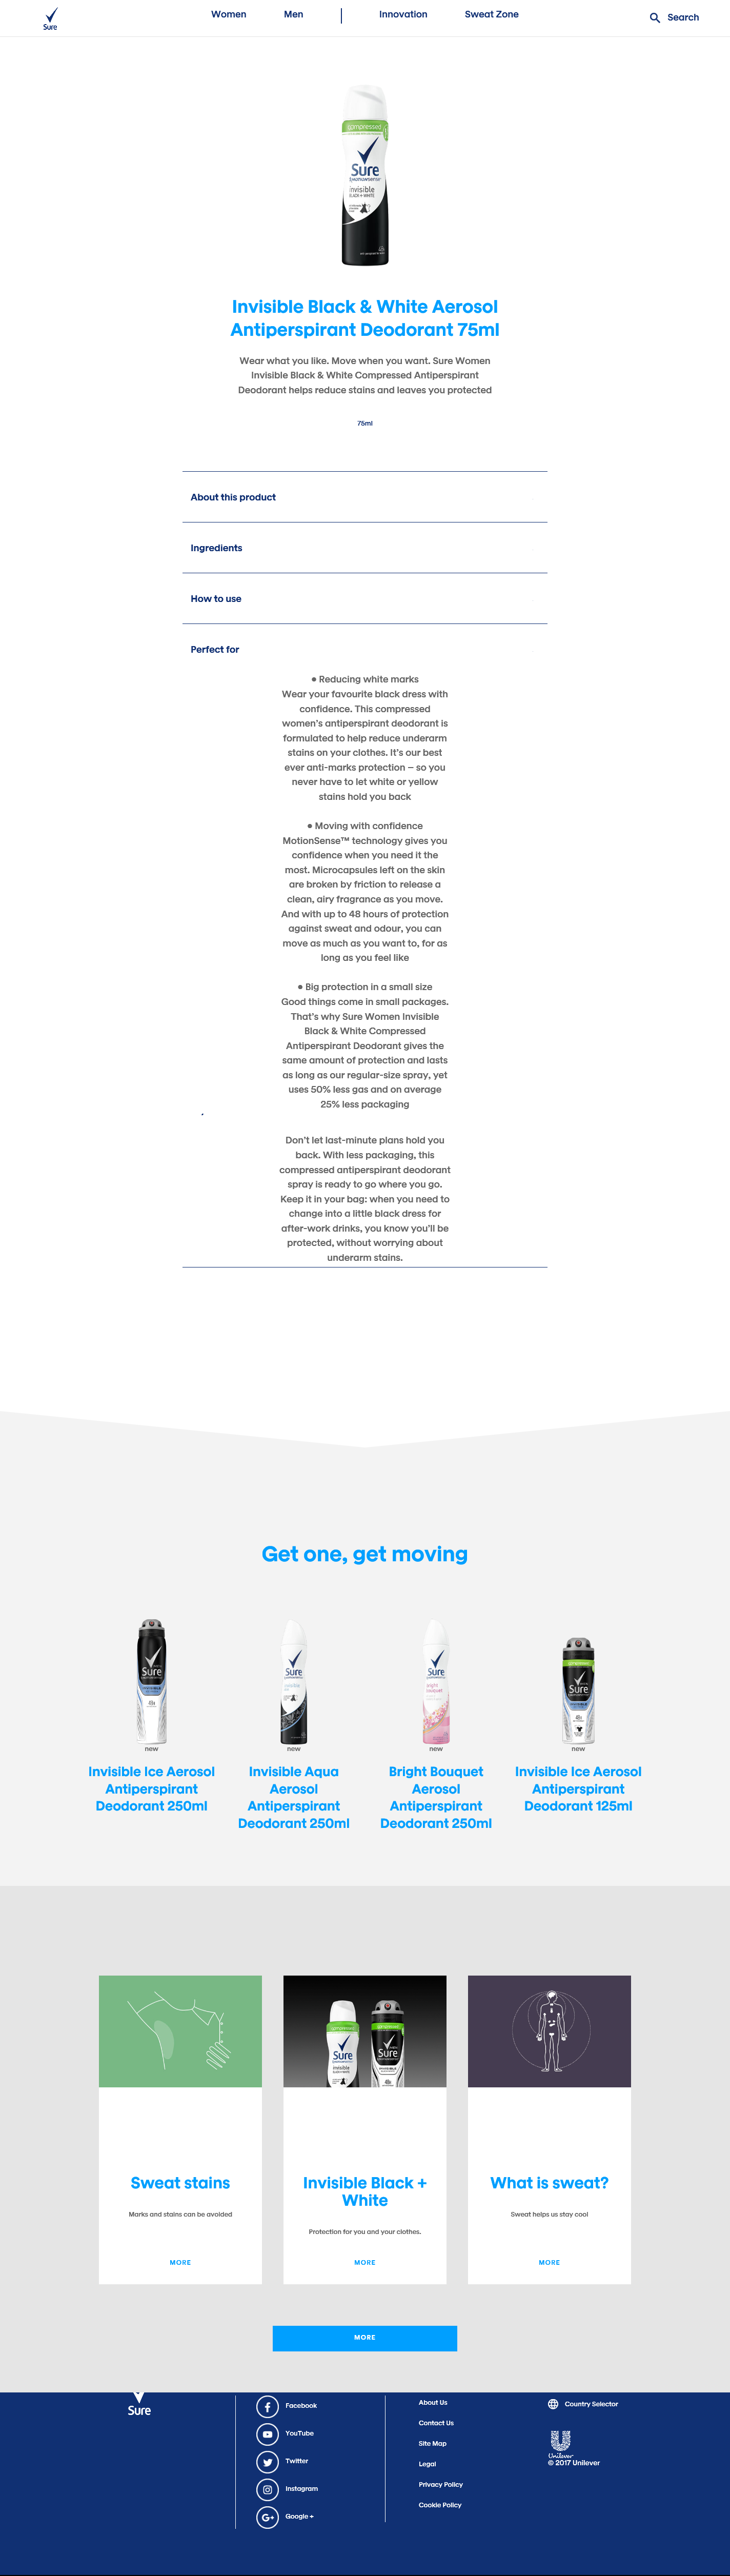 Sure
Women
Men
Innovation
Sweat Zone
Search
compressed
Sure
invisible
BLACK + WHITE
Invisible Black & White Aerosol
Antiperspirant Deodorant 75ml
Wear what you like. Move when you want. Sure Women
Invisible Black & White Compressed Antiperspirant
Deodorant helps reduce stains and leaves you protected
75ml
About this product
Ingredients
How to use
Perfect for
● Reducing white marks
Wear your favourite black dress with
confidence. This compressed
women's antiperspirant deodorant is
formulated to help reduce underarm
stains on your clothes. It's our best
ever anti-marks protection – so you
never have to let white or yellow
stains hold you back
● Moving with confidence
MotionSense™ technology gives you
confidence when you need it the
most. Microcapsules left on the skin
are broken by friction to release a
clean, airy fragrance as you move.
And with up to 48 hours of protection
against sweat and odour, you can
move as much as you want to, for as
long as you feel like
● Big protection in a small size
Good things come in small packages.
That's why Sure Women Invisible
Black & White Compressed
Antiperspirant Deodorant gives the
same amount of protection and lasts
as long as our regular-size spray, yet
uses 50% less gas and on average
25% less packaging
Don't let last-minute plans hold you
back. With less packaging, this
compressed antiperspirant deodorant
spray is ready to go where you go.
Keep it in your bag: when you need to
change into a little black dress for
after-work drinks, you know you'll be
protected, without worrying about
underarm stains.
Get one, get moving
Sure
Sure
Sure
bright
bouquet
Sure
new
new
new
new
Invisible Ice Aerosol
Antiperspirant
Deodorant 250ml
Invisible Aqua
Aerosol
Antiperspirant
Deodorant 250ml
Bright Bouquet
Aerosol
Antiperspirant
Deodorant 250ml
Invisible Ice Aerosol
Antiperspirant
Deodorant 125ml
Sure
invisible
Sure
Sweat stains
Marks and stains can be avoided
MORE
Invisible Black +
White
Protection for you and your clothes.
MORE
What is sweat?
Sweat helps us stay cool
MORE
MORE
Sure
Facebook
YouTube
Twitter
Instagram
Google +
About Us
Contact Us
Site Map
Legal
Privacy Policy
Cookie Policy
Country Selector
Unilever
© 2017 Unilever